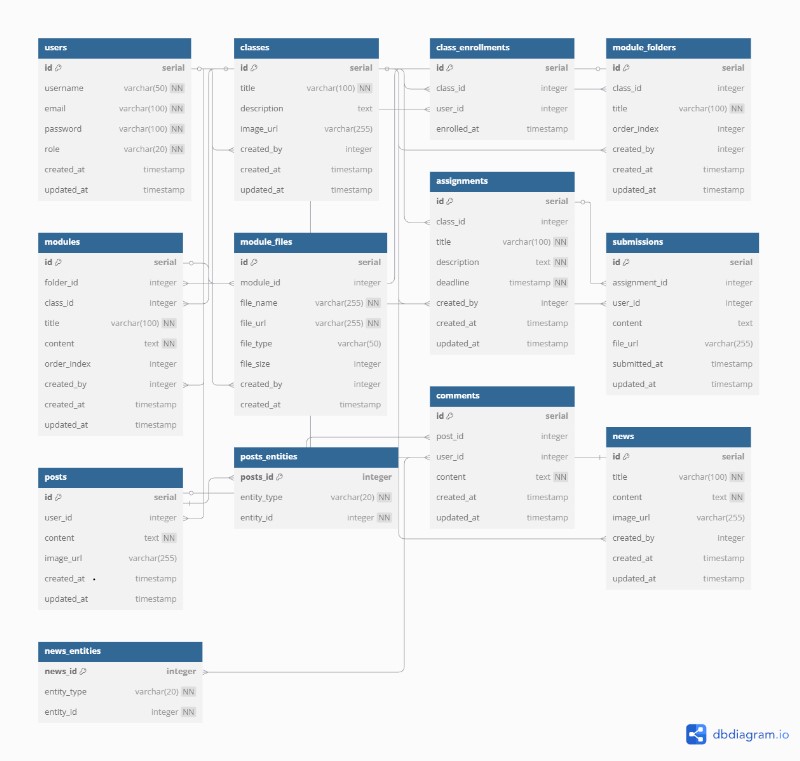 users
id serial
username varchar(50) NN
email varchar(100) NN
password varchar(100) NN
role varchar(20) NN
created_at timestamp
updated_at timestamp
classes
id serial
title varchar(100) NN
description text
image_url varchar(255)
created_by integer
created_at timestamp
updated_at timestamp
class_enrollments
id serial
class_id integer
user_id integer
enrolled_at timestamp
module_folders
id serial
class_id integer
title varchar(100) NN
order_index integer
created_by integer
created_at timestamp
updated_at timestamp
assignments
id serial
class_id integer
title varchar(100) NN
description text NN
deadline timestamp NN
created_by integer
created_at timestamp
updated_at timestamp
modules
id serial
folder_id integer
class_id integer
title varchar(100) NN
content text NN
order_index integer
created_by integer
created_at timestamp
updated_at timestamp
module_files
id serial
module_id integer
file_name varchar(255) NN
file_url varchar(255) NN
file_type varchar(50)
file_size integer
created_by integer
created_at timestamp
submissions
id serial
assignment_id integer
user_id integer
content text
file_url varchar(255)
submitted_at timestamp
updated_at timestamp
comments
id serial
post_id integer
user_id integer
content text NN
created_at timestamp
updated_at timestamp
news
id serial
title varchar(100) NN
content text NN
image_url varchar(255)
created_by integer
created_at timestamp
updated_at timestamp
posts_entities
posts_id integer
entity_type varchar(20) NN
entity_id integer NN
posts
id serial
user_id integer
content text NN
image_url varchar(255)
created_at timestamp
updated_at timestamp
news_entities
news_id integer
entity_type varchar(20) NN
entity_id integer NN
dbdiagram.io